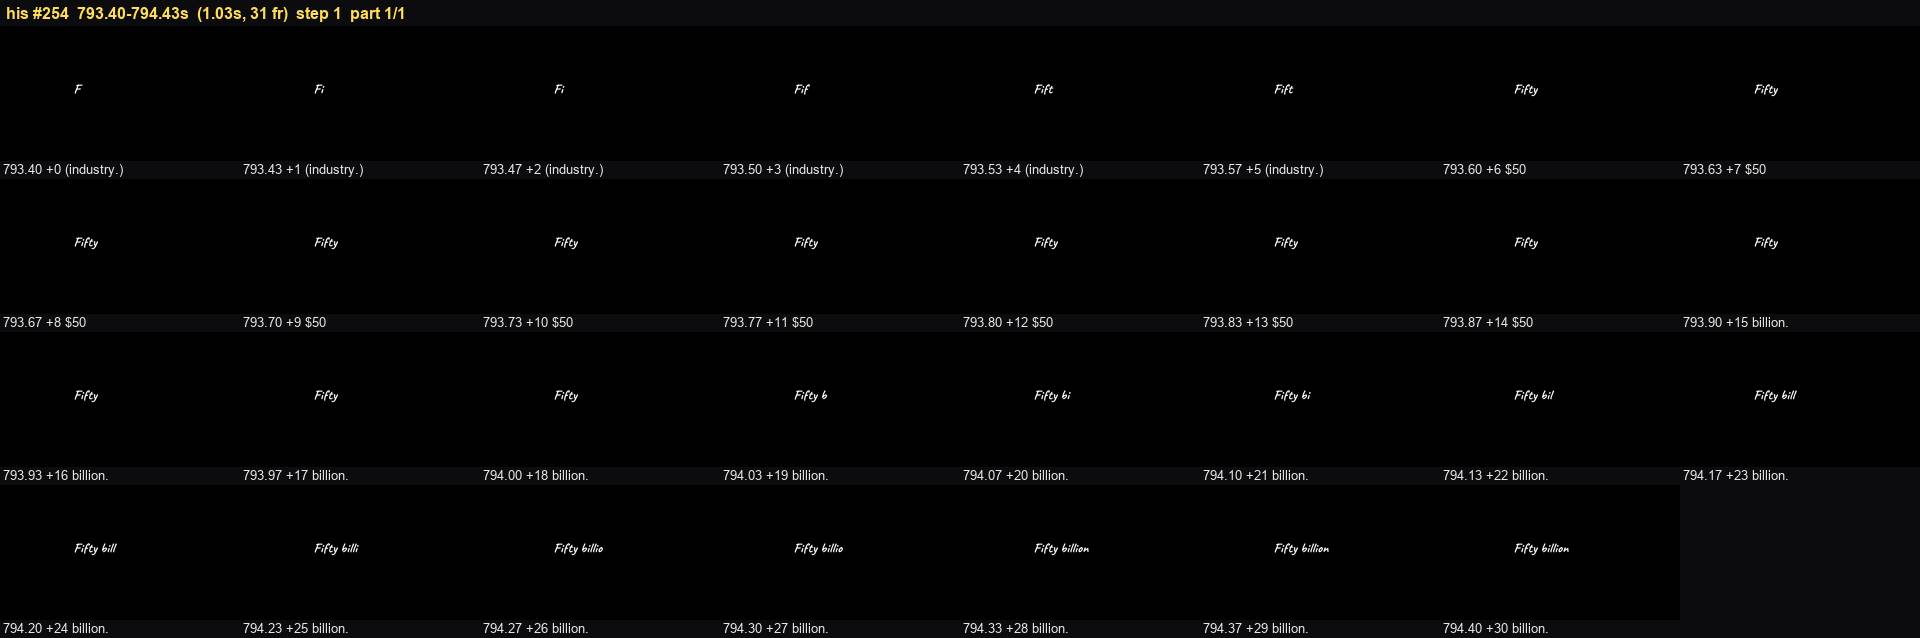 his #254  793.40-794.43s  (1.03s, 31 fr)  step 1  part 1/1
F Fi Fi Fif Fift Fift Fifty Fifty
793.40 +0 (industry.) 793.43 +1 (industry.) 793.47 +2 (industry.) 793.50 +3 (industry.) 793.53 +4 (industry.) 793.57 +5 (industry.) 793.60 +6 $50 793.63 +7 $50
Fifty Fifty Fifty Fifty Fifty Fifty Fifty Fifty
793.67 +8 $50 793.70 +9 $50 793.73 +10 $50 793.77 +11 $50 793.80 +12 $50 793.83 +13 $50 793.87 +14 $50 793.90 +15 billion.
Fifty Fifty Fifty Fifty b Fifty bi Fifty bi Fifty bil Fifty bill
793.93 +16 billion. 793.97 +17 billion. 794.00 +18 billion. 794.03 +19 billion. 794.07 +20 billion. 794.10 +21 billion. 794.13 +22 billion. 794.17 +23 billion.
Fifty bill Fifty billi Fifty billio Fifty billio Fifty billion Fifty billion Fifty billion
794.20 +24 billion. 794.23 +25 billion. 794.27 +26 billion. 794.30 +27 billion. 794.33 +28 billion. 794.37 +29 billion. 794.40 +30 billion.